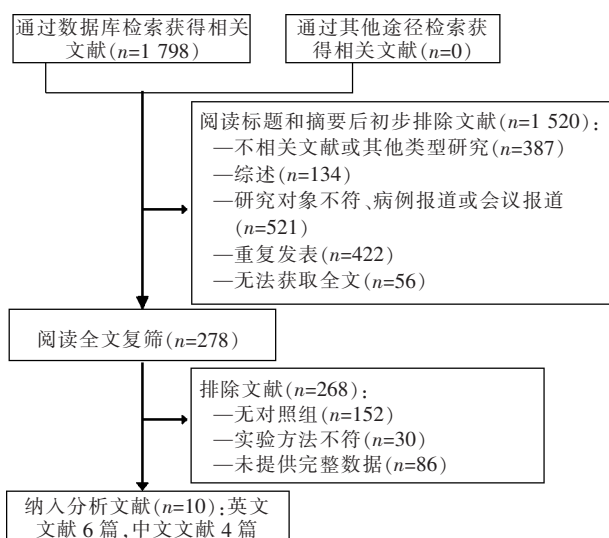 通过数据库检索获得相关
文献(n=1 798)
通过其他途径检索获
得相关文献(n=0)
阅读标题和摘要后初步排除文献(n=1 520)：
—不相关文献或其他类型研究(n=387)
—综述(n=134)
—研究对象不符、病例报道或会议报道
(n=521)
—重复发表(n=422)
—无法获取全文(n=56)
阅读全文复筛(n=278)
排除文献(n=268)：
—无对照组(n=152)
—实验方法不符(n=30)
—未提供完整数据(n=86)
纳入分析文献(n=10)：英文
文献 6 篇,中文文献 4 篇